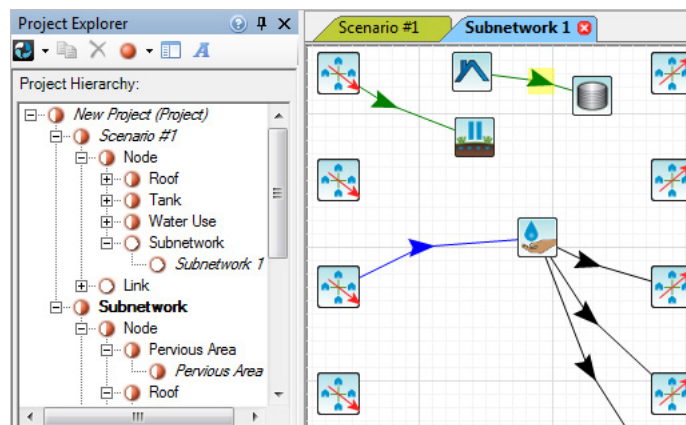 Project Explorer
Scenario #1
Subnetwork 1
Project Hierarchy:
New Project (Project)
Scenario #1
Node
Roof
Tank
Water Use
Subnetwork
Subnetwork 1
Link
Subnetwork
Node
Pervious Area
Pervious Area
Roof